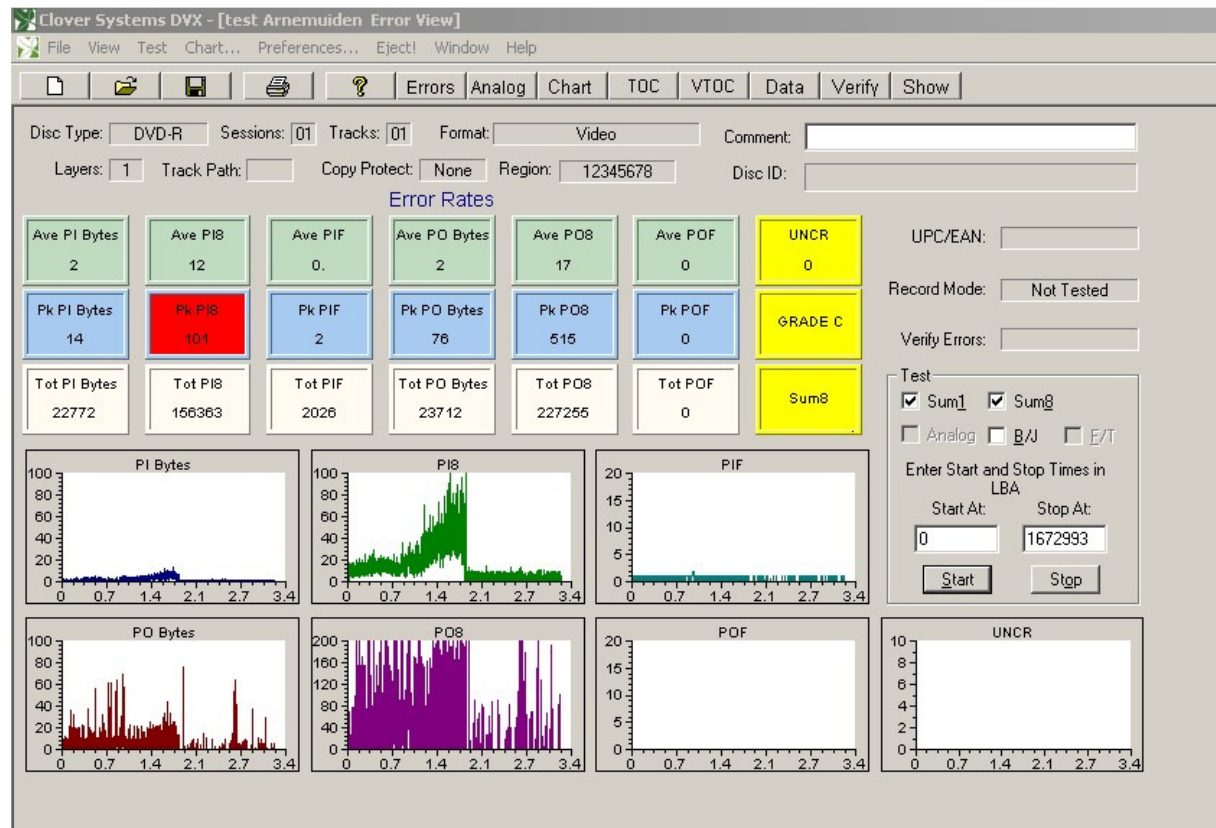 Clover Systems DVX - [test Arnemuiden Error View]
File View Test Chart... Preferences... Eject! Window Help
? Errors Analog Chart TOC VTOC Data Verify Show
Disc Type: DVD-R Sessions: 01 Tracks: 01 Format: Video Comment:
Layers: 1 Track Path: Copy Protect: None Region: 12345678 Disc ID:
Error Rates
Ave PI Bytes Ave PI8 Ave PIF Ave PO Bytes Ave PO8 Ave POF UNCR UPC/EAN:
2 12 0. 2 17 0 0
Record Mode: Not Tested
Pk PI Bytes Pk PI8 Pk PIF Pk PO Bytes Pk PO8 Pk POF GRADE C
14 101 2 76 515 0
Verify Errors:
Tot PI Bytes Tot PI8 Tot PIF Tot PO Bytes Tot PO8 Tot POF Sum8
22772 156363 2026 23712 227255 0
Test
Sum1 Sum8
Analog B/J E/T
Enter Start and Stop Times in
LBA
Start At: Stop At:
0 1672993
Start Stop
PI Bytes
100
80
60
40
20
0
0 0.7 1.4 2.1 2.7 3.4
PI8
100
80
60
40
20
0
0 0.7 1.4 2.1 2.7 3.4
PIF
20
15
10
5
0
0 0.7 1.4 2.1 2.7 3.4
PO Bytes
100
80
60
40
20
0
0 0.7 1.4 2.1 2.7 3.4
PO8
200
160
120
80
40
0
0 0.7 1.4 2.1 2.7 3.4
POF
20
15
10
5
0
0 0.7 1.4 2.1 2.7 3.4
UNCR
10
8
6
4
2
0
0 0.7 1.4 2.1 2.7 3.4